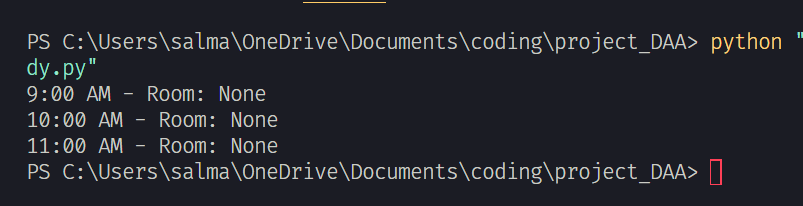 PS C:\Users\salma\OneDrive\Documents\coding\project_DAA> python "
dy.py"
9:00 AM - Room: None
10:00 AM - Room: None
11:00 AM - Room: None
PS C:\Users\salma\OneDrive\Documents\coding\project_DAA>